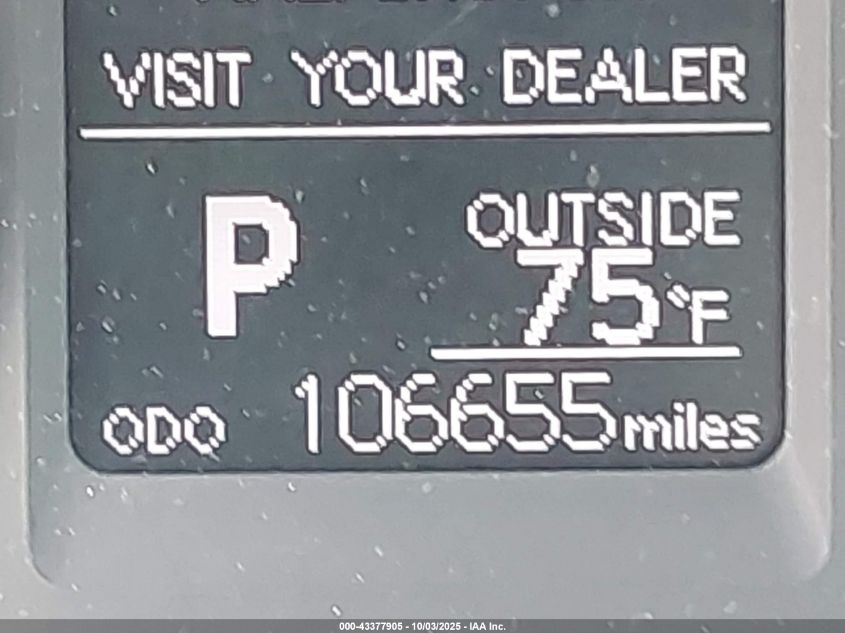 VISIT YOUR DEALER
P
OUTSIDE
75°F
ODO 106655 miles
000-43377905 - 10/03/2025 - IAA Inc.